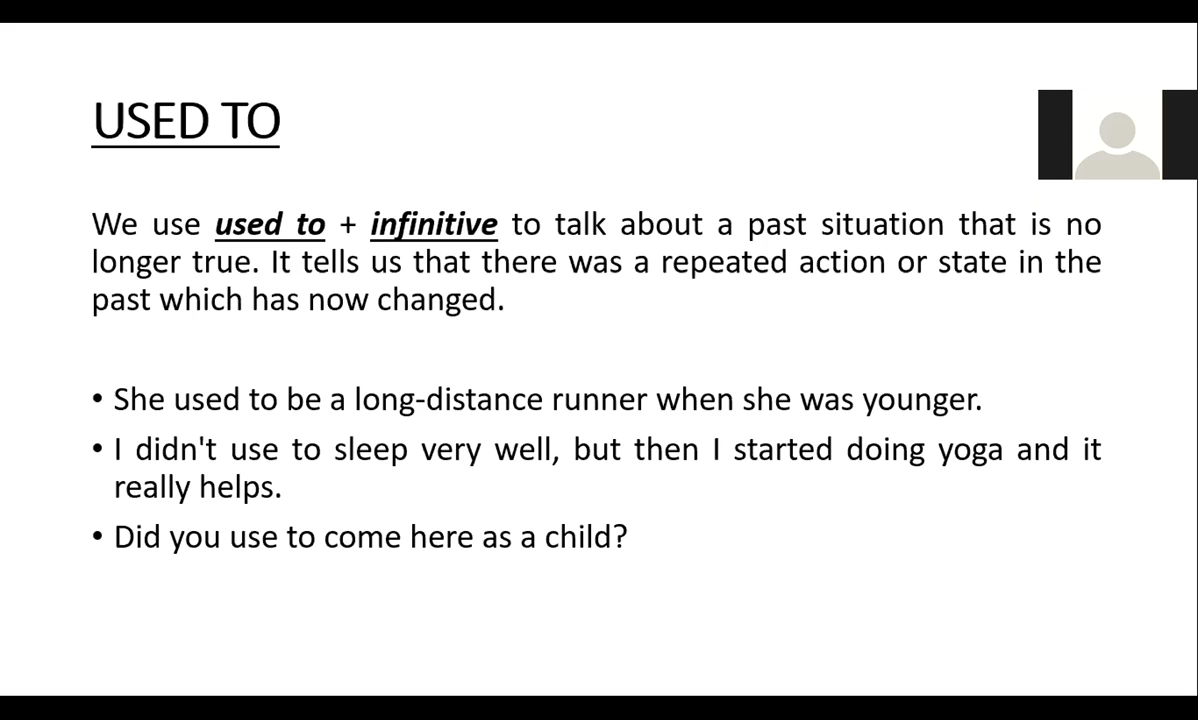 USED TO
We use used to + infinitive to talk about a past situation that is no
longer true. It tells us that there was a repeated action or state in the
past which has now changed.
• She used to be a long-distance runner when she was younger.
• I didn't use to sleep very well, but then I started doing yoga and it
really helps.
• Did you use to come here as a child?